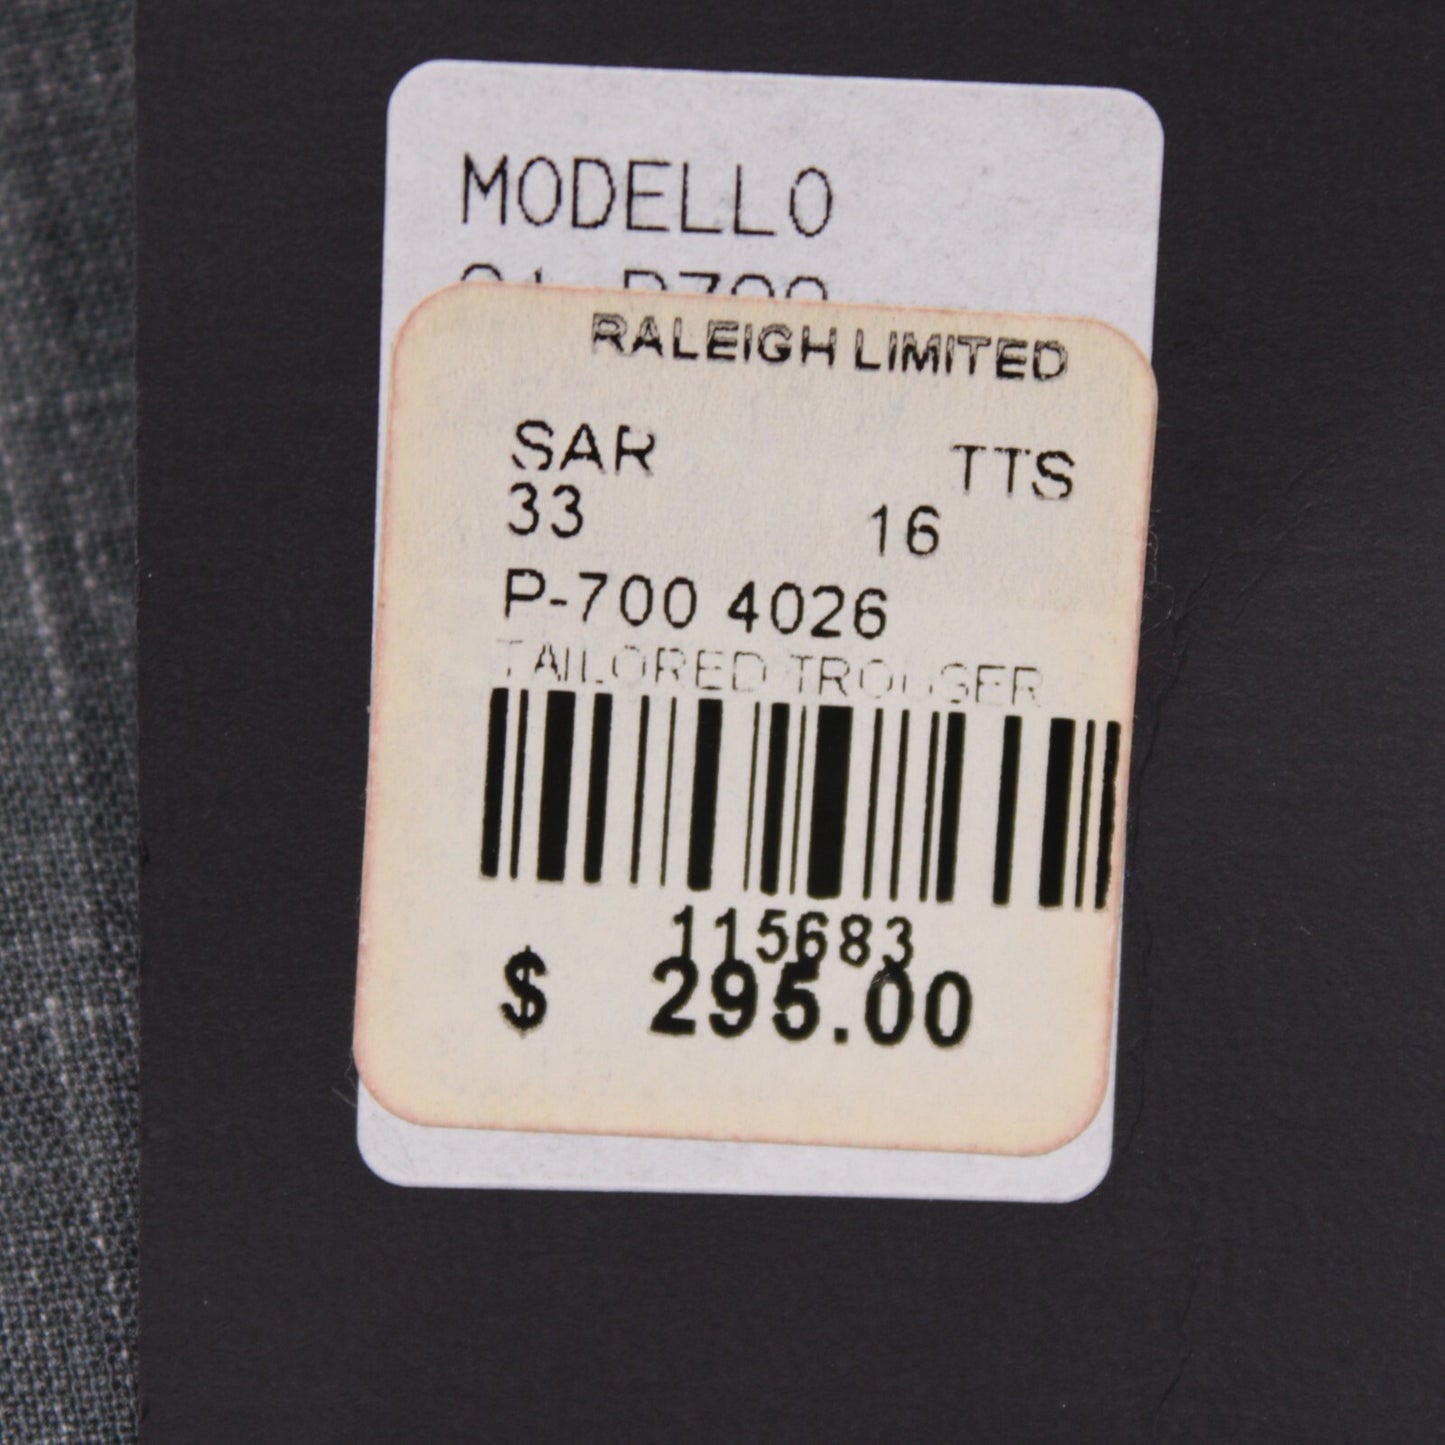 MODELLO
RALEIGH LIMITED
SAR TTS
33 16
P-700 4026
TAILORED TROUSER
115683
$ 295.00